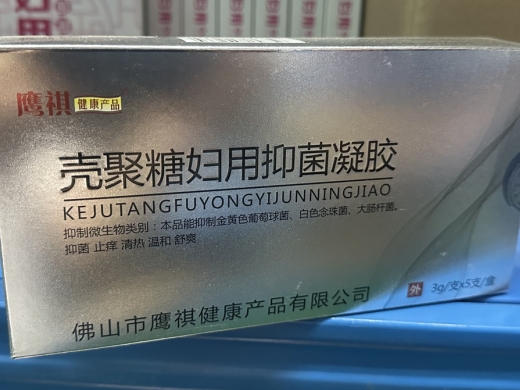 鹰祺 健康产品
壳聚糖妇用抑菌凝胶
KEJUTANGFUYONGYIJUNNINGJIAO
抑制微生物类别：本品能抑制金黄色葡萄球菌、白色念珠菌、大肠杆菌。
抑菌 止痒 清热 温和 舒爽
外 3g/支x5支/盒
佛山市鹰祺健康产品有限公司